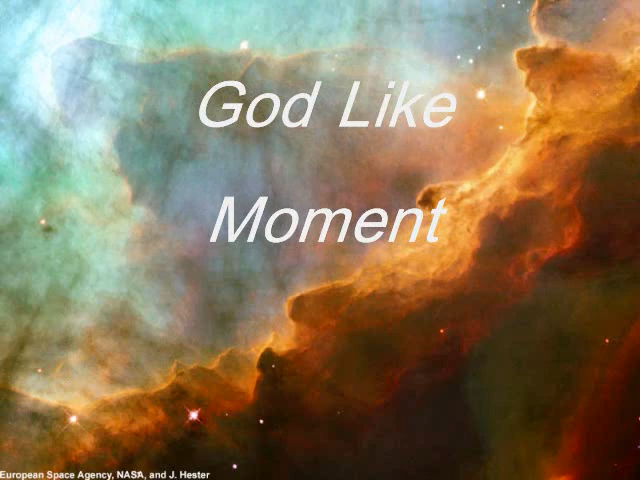 God Like
Moment
European Space Agency, NASA, and J. Hester